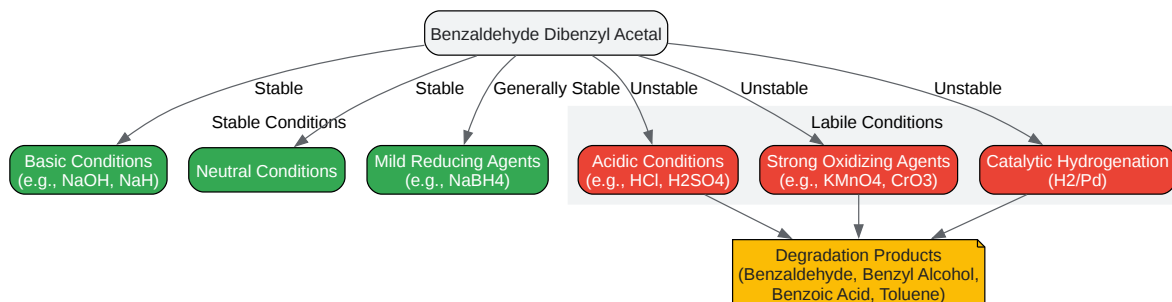 Benzaldehyde Dibenzyl Acetal
Stable
Stable
Generally Stable
Unstable
Unstable
Unstable
Stable Conditions
Labile Conditions
Basic Conditions
(e.g., NaOH, NaH)
Neutral Conditions
Mild Reducing Agents
(e.g., NaBH4)
Acidic Conditions
(e.g., HCl, H2SO4)
Strong Oxidizing Agents
(e.g., KMnO4, CrO3)
Catalytic Hydrogenation
(H2/Pd)
Degradation Products
(Benzaldehyde, Benzyl Alcohol,
Benzoic Acid, Toluene)